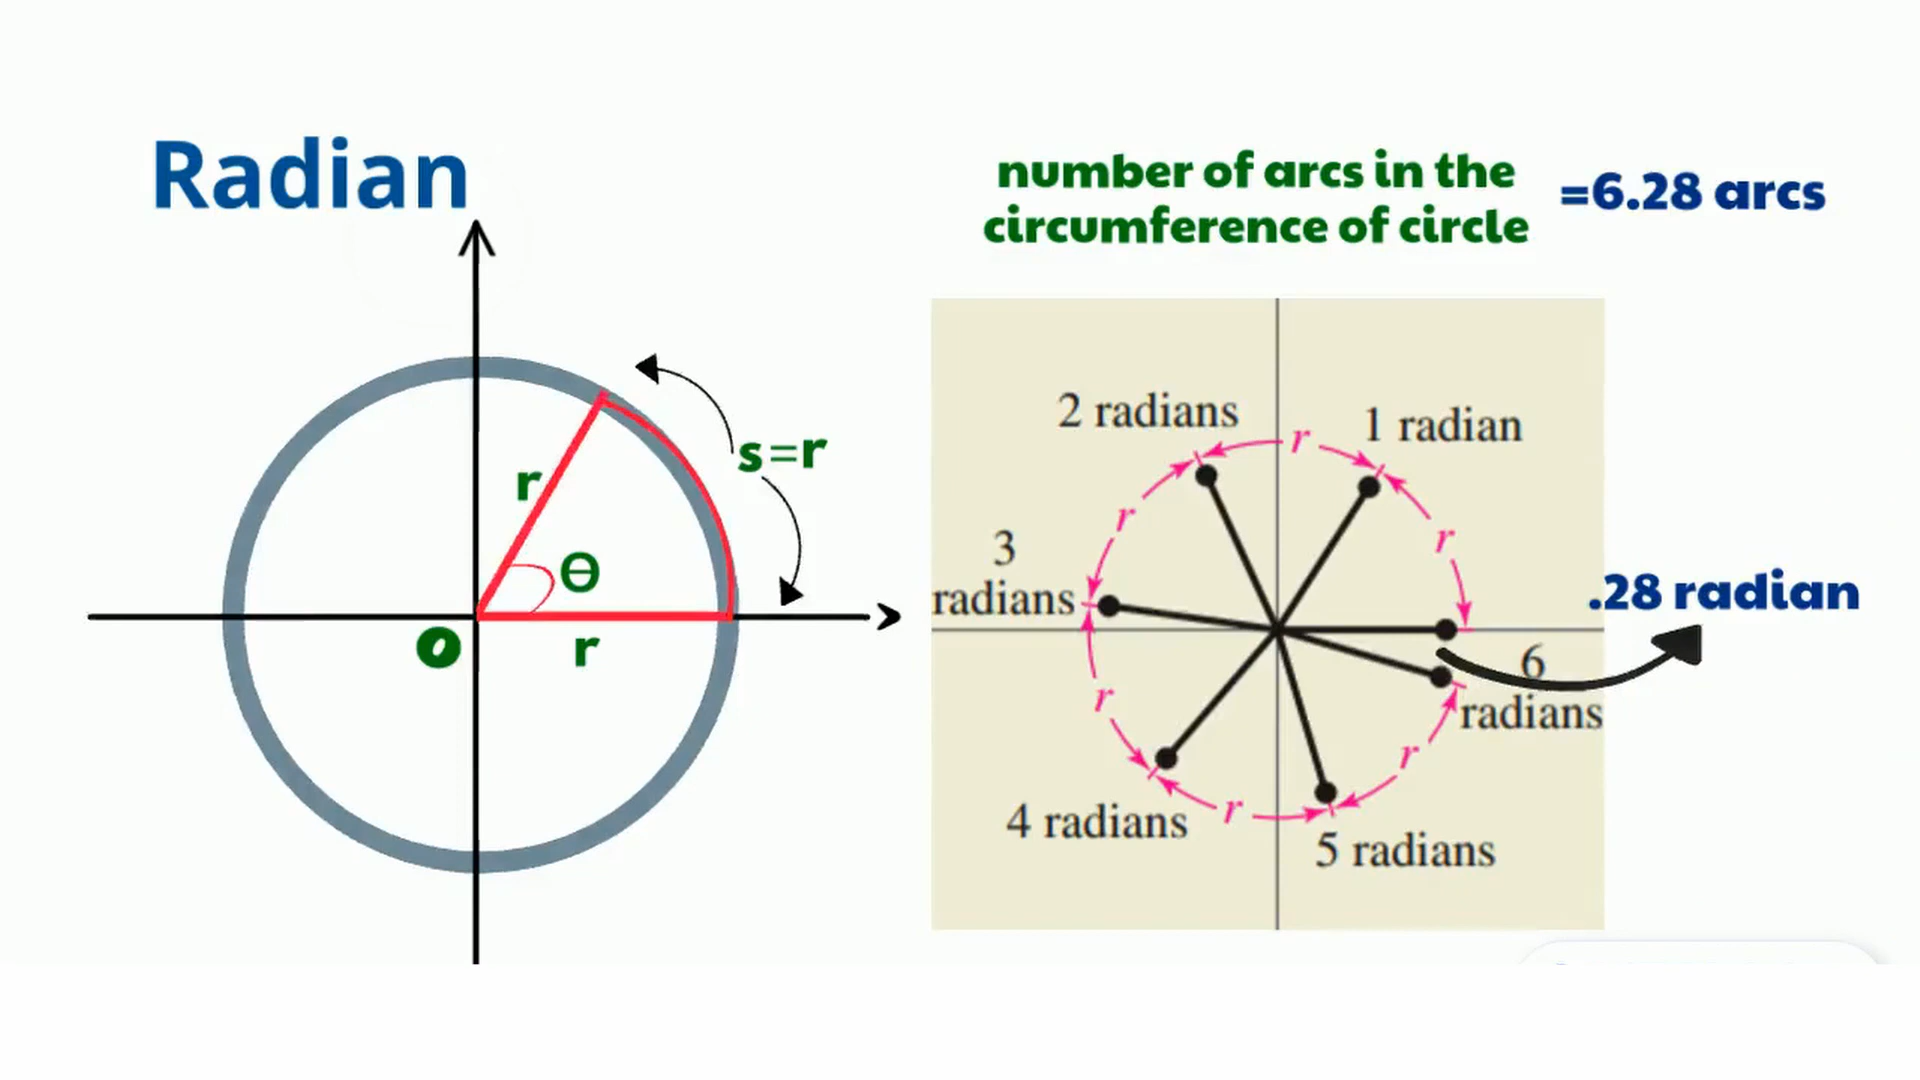 Radian
number of arcs in the
circumference of circle
=6.28 arcs
s=r
r
θ
O
r
2 radians
r
1 radian
r
r
3
radians
.28 radian
6
radians
r
r
r
4 radians
5 radians